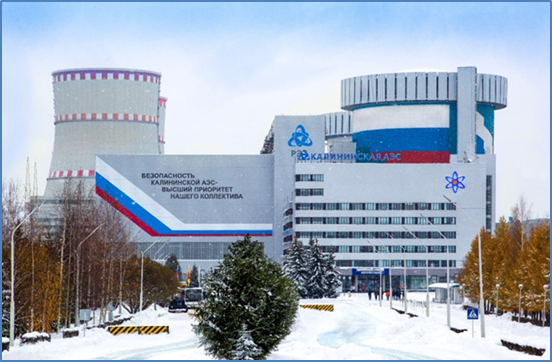 БЕЗОПАСНОСТЬ
КАЛИНИНСКОЙ АЭС-
ВЫСШИЙ ПРИОРИТЕТ
НАШЕГО КОЛЛЕКТИВА
КАЛИНИНСКАЯ АЭС